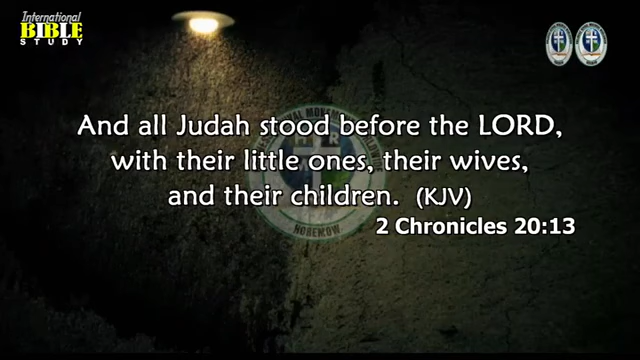 International
BIBLE
STUDY
And all Judah stood before the LORD,
with their little ones, their wives,
and their children. (KJV)
2 Chronicles 20:13
HOREMOW